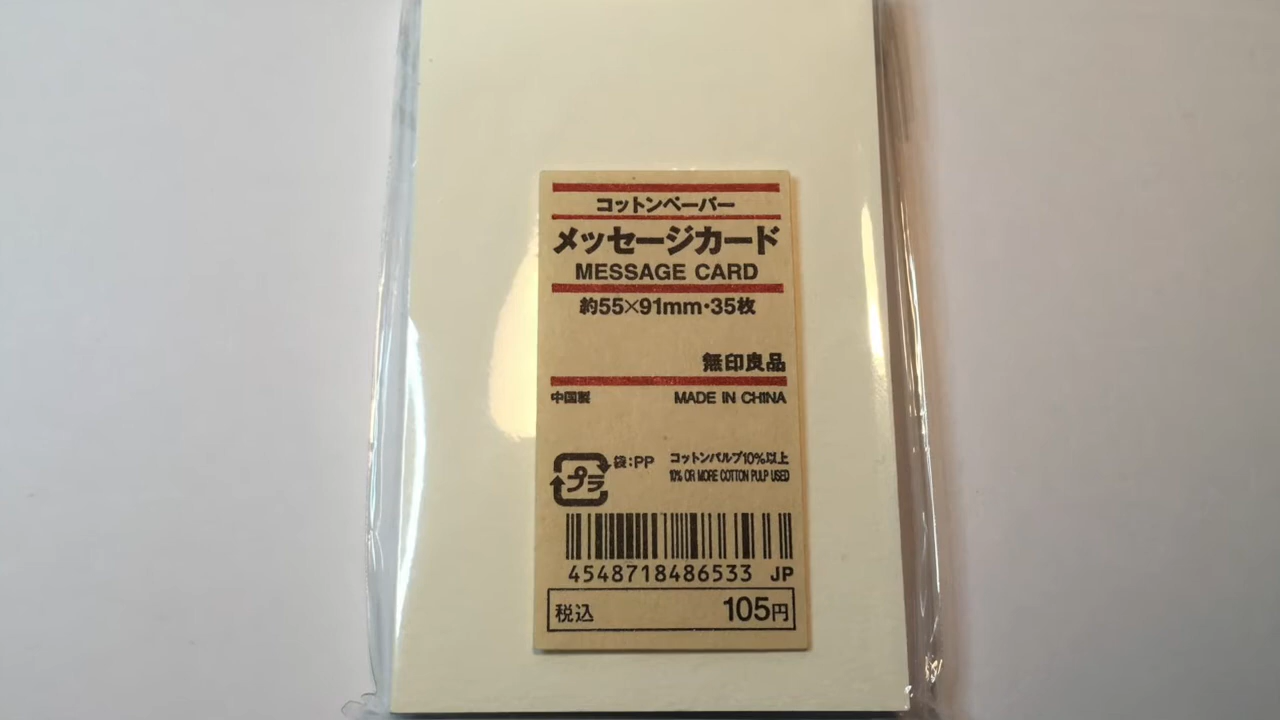 コットンペーパー
メッセージカード
MESSAGE CARD
約55×91mm・35枚
無印良品
中国製 MADE IN CHINA
プラ 袋:PP コットンパルプ10%以上
10% OR MORE COTTON PULP USED
4548718486533 JP
税込 105円